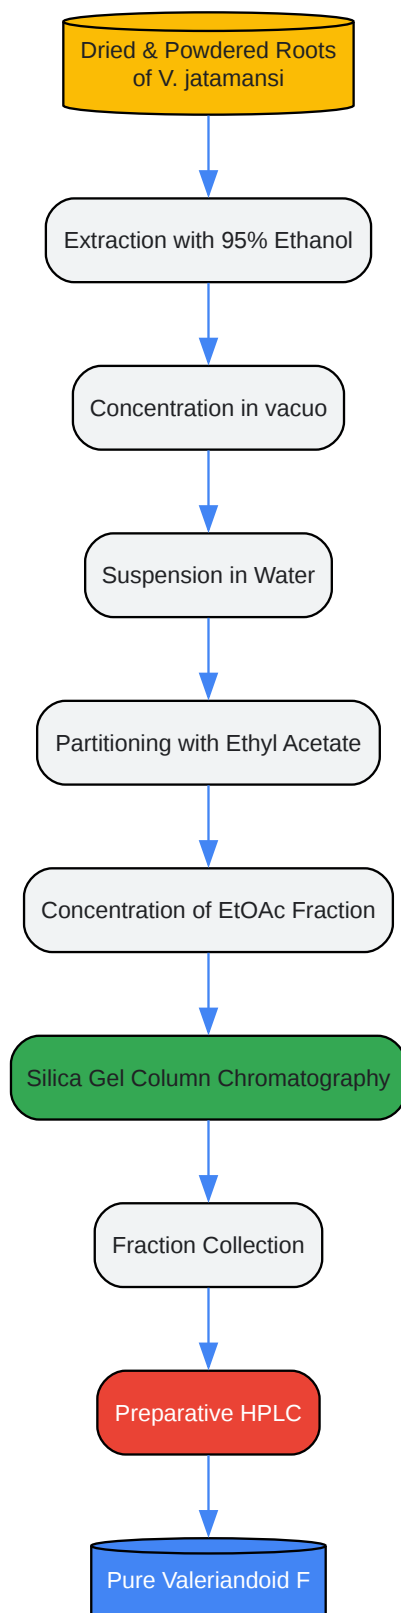 Dried & Powdered Roots
of V. jatamansi
Extraction with 95% Ethanol
Concentration in vacuo
Suspension in Water
Partitioning with Ethyl Acetate
Concentration of EtOAc Fraction
Silica Gel Column Chromatography
Fraction Collection
Preparative HPLC
Pure Valeriandoid F